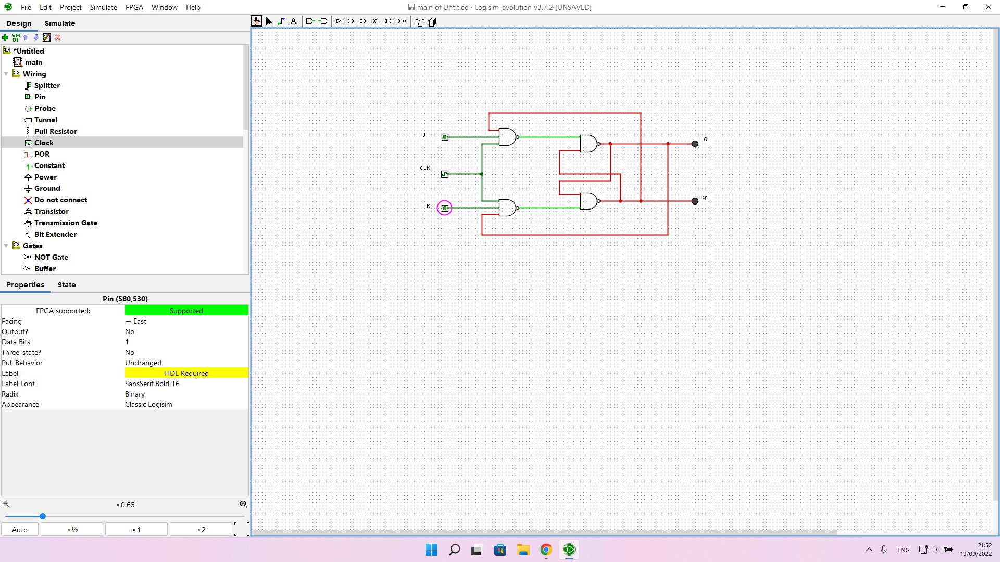 File Edit Project Simulate FPGA Window Help
main of Untitled · Logisim-evolution v3.7.2 [UNSAVED]
Design Simulate
VH
DL
*Untitled
main
Wiring
Splitter
Pin
Probe
Tunnel
Pull Resistor
Clock
POR
Constant
Power
Ground
Do not connect
Transistor
Transmission Gate
Bit Extender
Gates
NOT Gate
Buffer
Properties State
Pin (580,530)
FPGA supported: Supported
Facing → East
Output? No
Data Bits 1
Three-state? No
Pull Behavior Unchanged
Label HDL Required
Label Font SansSerif Bold 16
Radix Binary
Appearance Classic Logisim
×0.65
Auto ×½ ×1 ×2
A
J
CLK
K
Q
Q'
ENG
21:52
19/09/2022